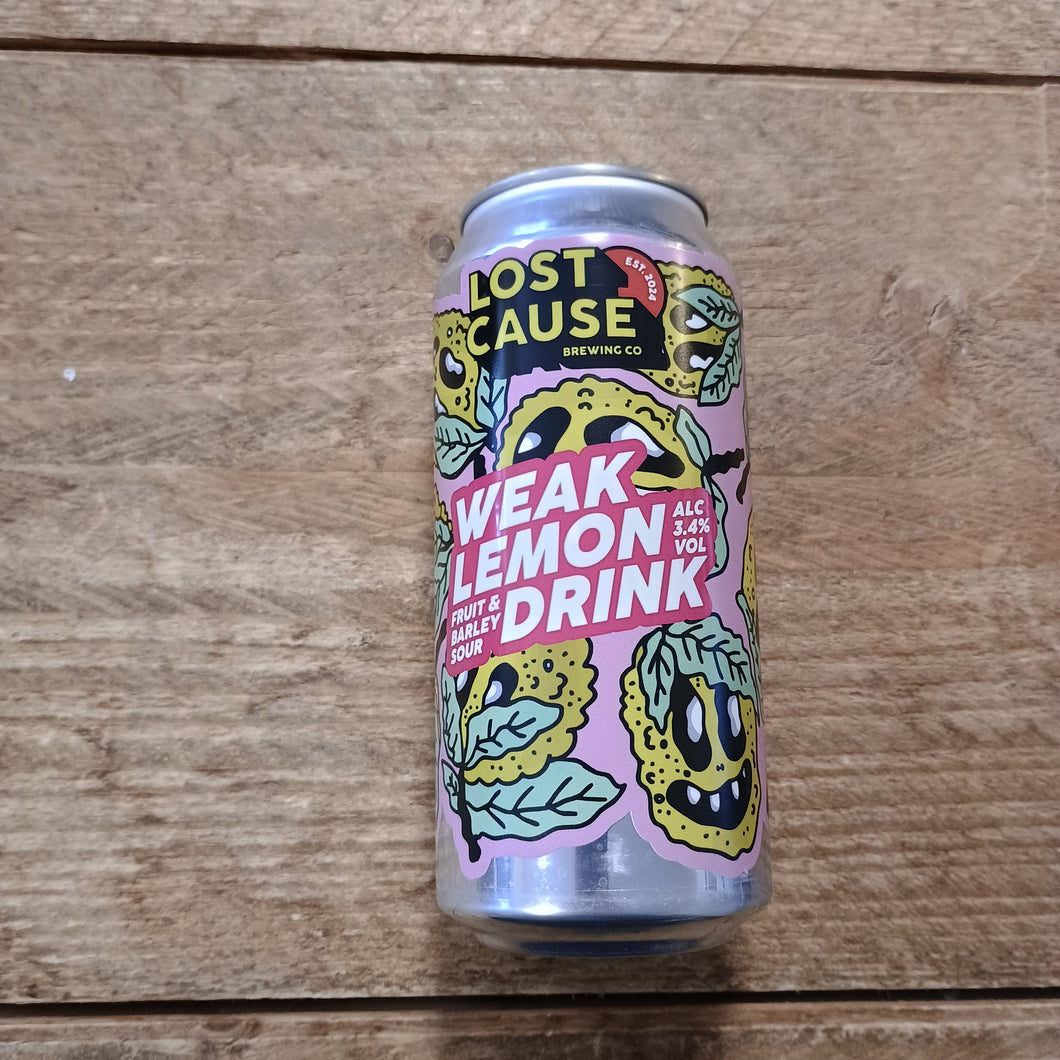 LOST
CAUSE
BREWING CO
EST. 2024
WEAK
LEMON
DRINK
ALC
3.4%
VOL
FRUIT &
BARLEY
SOUR